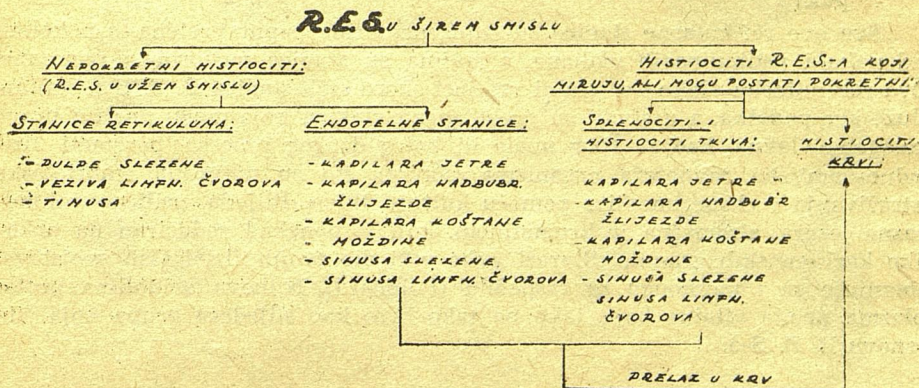 R.E.S. U ŠIREM SMISLU
NEPOKRETNI HISTIOCITI:
(R.E.S. U UŽEM SMISLU)
HISTIOCITI R.E.S.-A KOJI
MIRUJU, ALI MOGU POSTATI POKRETNI:
STANICE RETIKULUMA:
- PULPE SLEZENE
- VEZIVA LIMFN. ČVOROVA
- TIMUSA
ENDOTELNE STANICE:
- KAPILARA JETRE
- KAPILARA NADBUBR.
ŽLIJEZDE
- KAPILARA KOŠTANE
- MOŽDINE
- SINUSA SLEZENE
- SINUSA LIMFN. ČVOROVA
SPLENOCITI - I
HISTIOCITI TKIVA:
KAPILARA JETRE -
- KAPILARA NADBUBR
ŽLIJEZDE
- KAPILARA KOŠTANE
MOŽDINE
- SINUSA SLEZENE
SINUSA LIMFN.
ČVOROVA
HISTIOCITI
KRVI:
PRELAZ U KRV